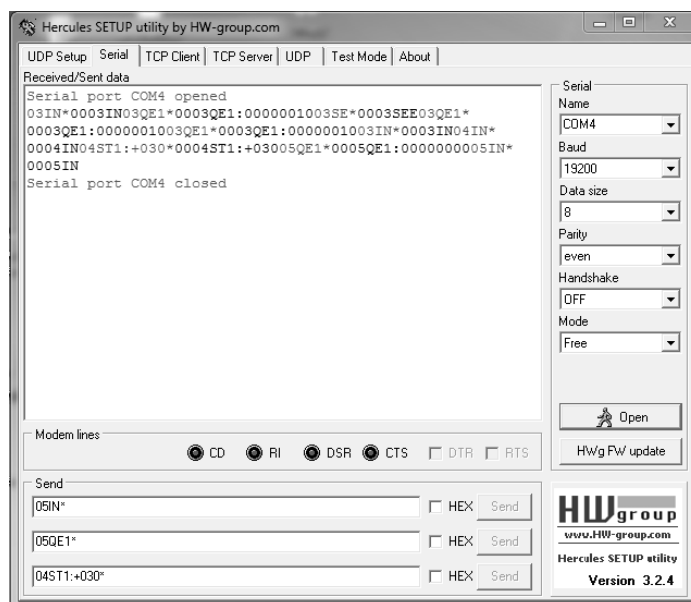 Hercules SETUP utility by HW-group.com
UDP Setup Serial TCP Client TCP Server UDP Test Mode About
Received/Sent data
Serial port COM4 opened
03IN*0003IN03QE1*0003QE1:0000001003SE*0003SEE03QE1*
0003QE1:0000001003QE1*0003QE1:0000001003IN*0003IN04IN*
0004IN04ST1:+030*0004ST1:+03005QE1*0005QE1:0000000005IN*
0005IN
Serial port COM4 closed
Serial
Name
COM4
Baud
19200
Data size
8
Parity
even
Handshake
OFF
Mode
Free
Open
HWg FW update
Modem lines
CD RI DSR CTS DTR RTS
Send
05IN* HEX Send
05QE1* HEX Send
04ST1:+030* HEX Send
HWgroup
www.HW-group.com
Hercules SETUP utility
Version 3.2.4